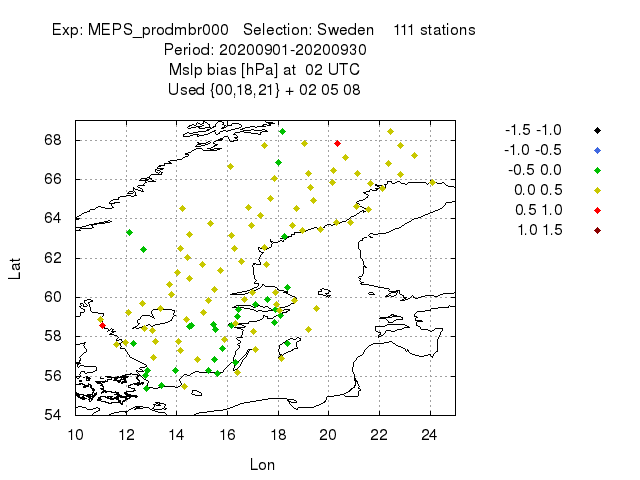 Exp: MEPS_prodmbr000 Selection: Sweden 111 stations
Period: 20200901-20200930
Mslp bias [hPa] at 02 UTC
Used {00,18,21} + 02 05 08
68
66
64
62
60
58
56
54
Lat
10 12 14 16 18 20 22 24
Lon
-1.5 -1.0
-1.0 -0.5
-0.5 0.0
0.0 0.5
0.5 1.0
1.0 1.5